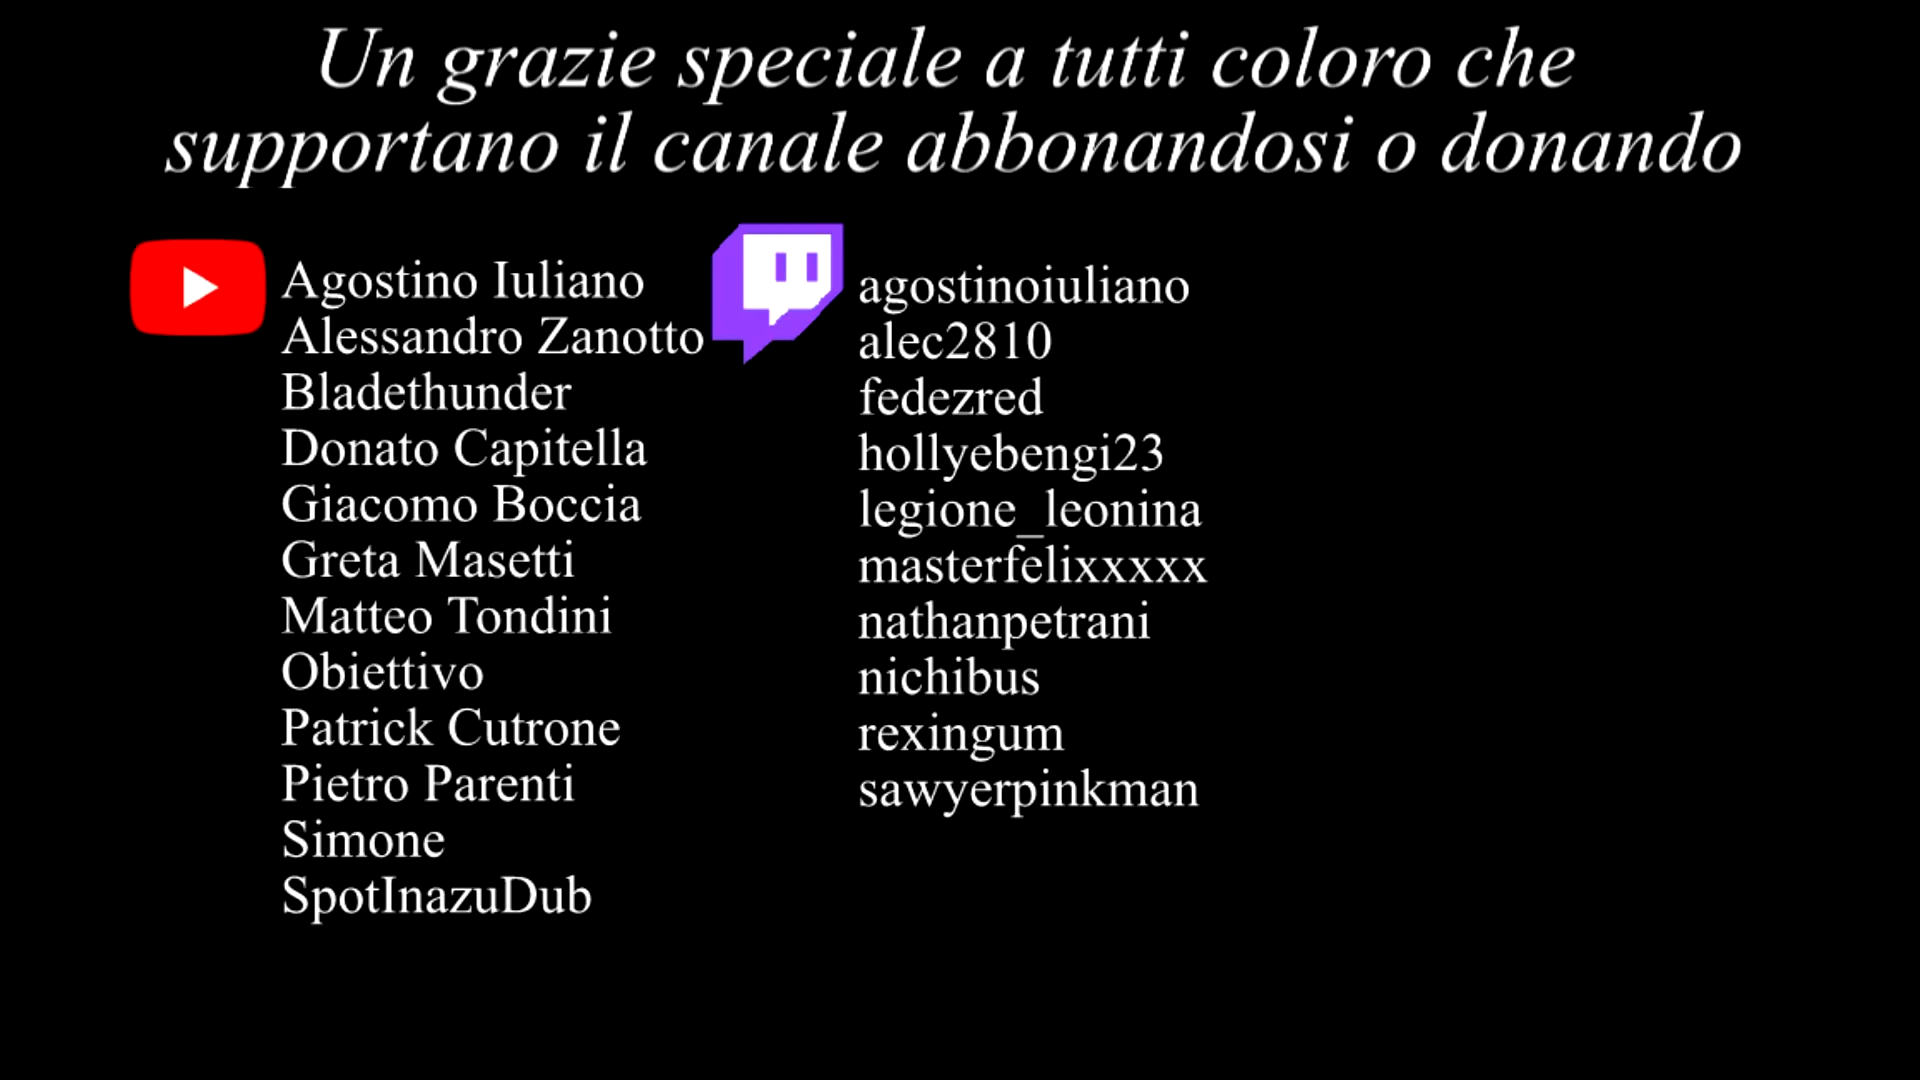 Un grazie speciale a tutti coloro che
supportano il canale abbonandosi o donando
Agostino Iuliano
Alessandro Zanotto
Bladethunder
Donato Capitella
Giacomo Boccia
Greta Masetti
Matteo Tondini
Obiettivo
Patrick Cutrone
Pietro Parenti
Simone
SpotInazuDub
agostinoiuliano
alec2810
fedezred
hollyebengi23
legione_leonina
masterfelixxxxx
nathanpetrani
nichibus
rexingum
sawyerpinkman